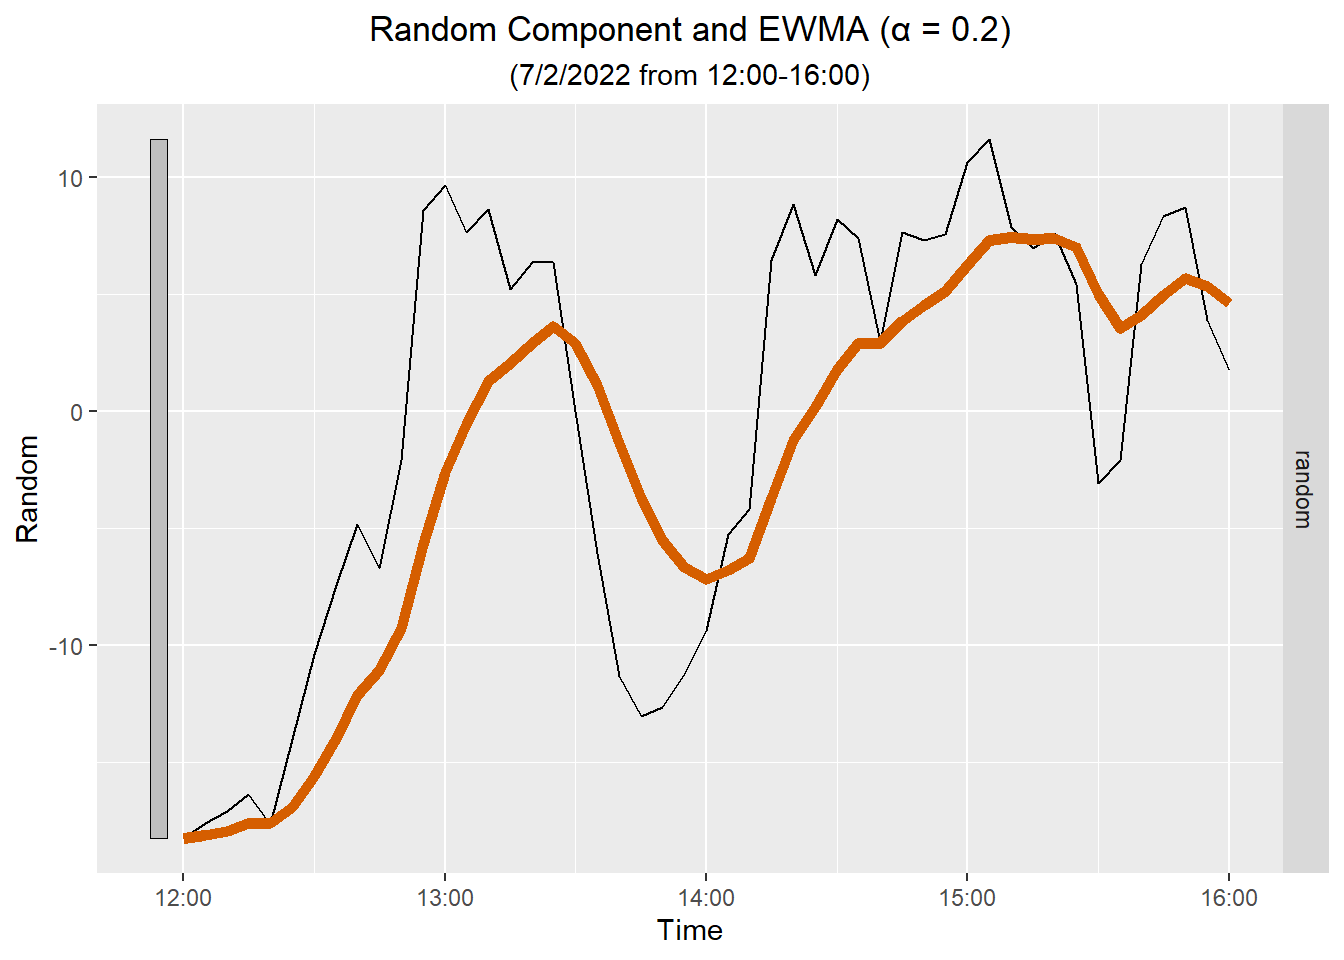 Random Component and EWMA (α = 0.2)
(7/2/2022 from 12:00-16:00)
10
0
-10
Random
random
12:00 13:00 14:00 15:00 16:00
Time